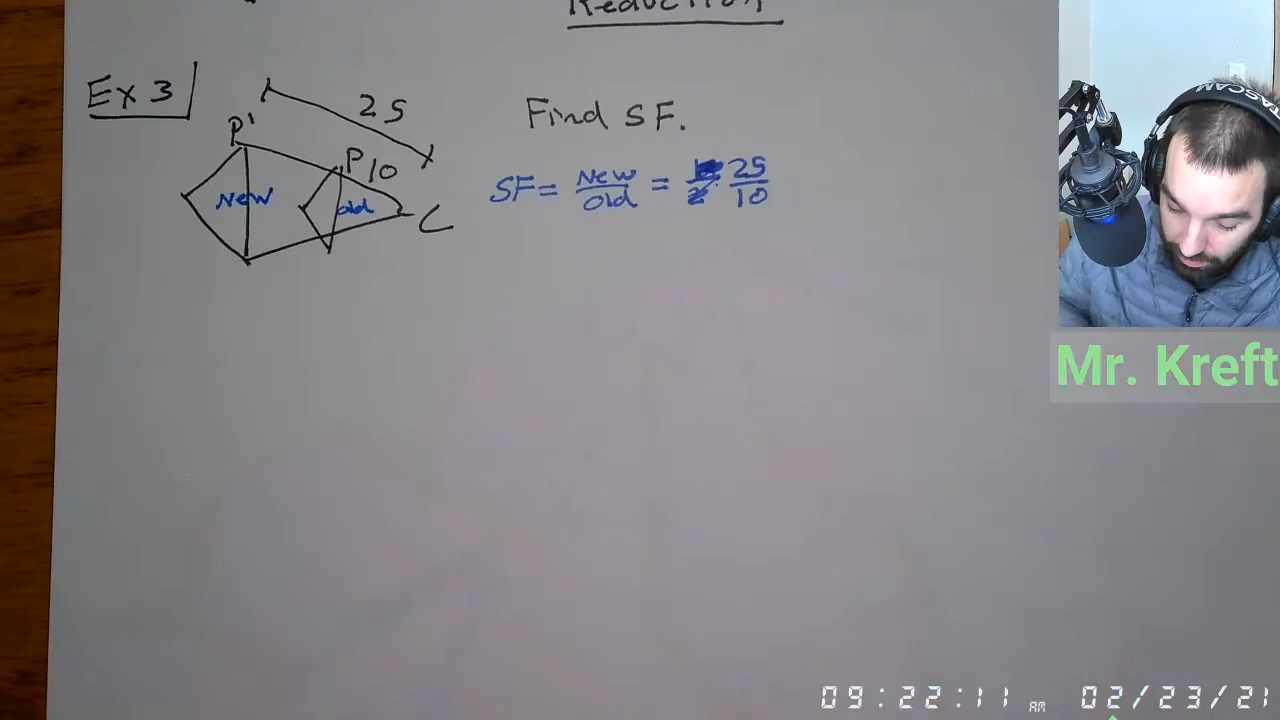 Reduction
Ex 3
25
Find SF.
P'
P 10
SF = New/Old = 25/10
New
old
C
Mr. Kreft
09:22:11 AM 02/23/21